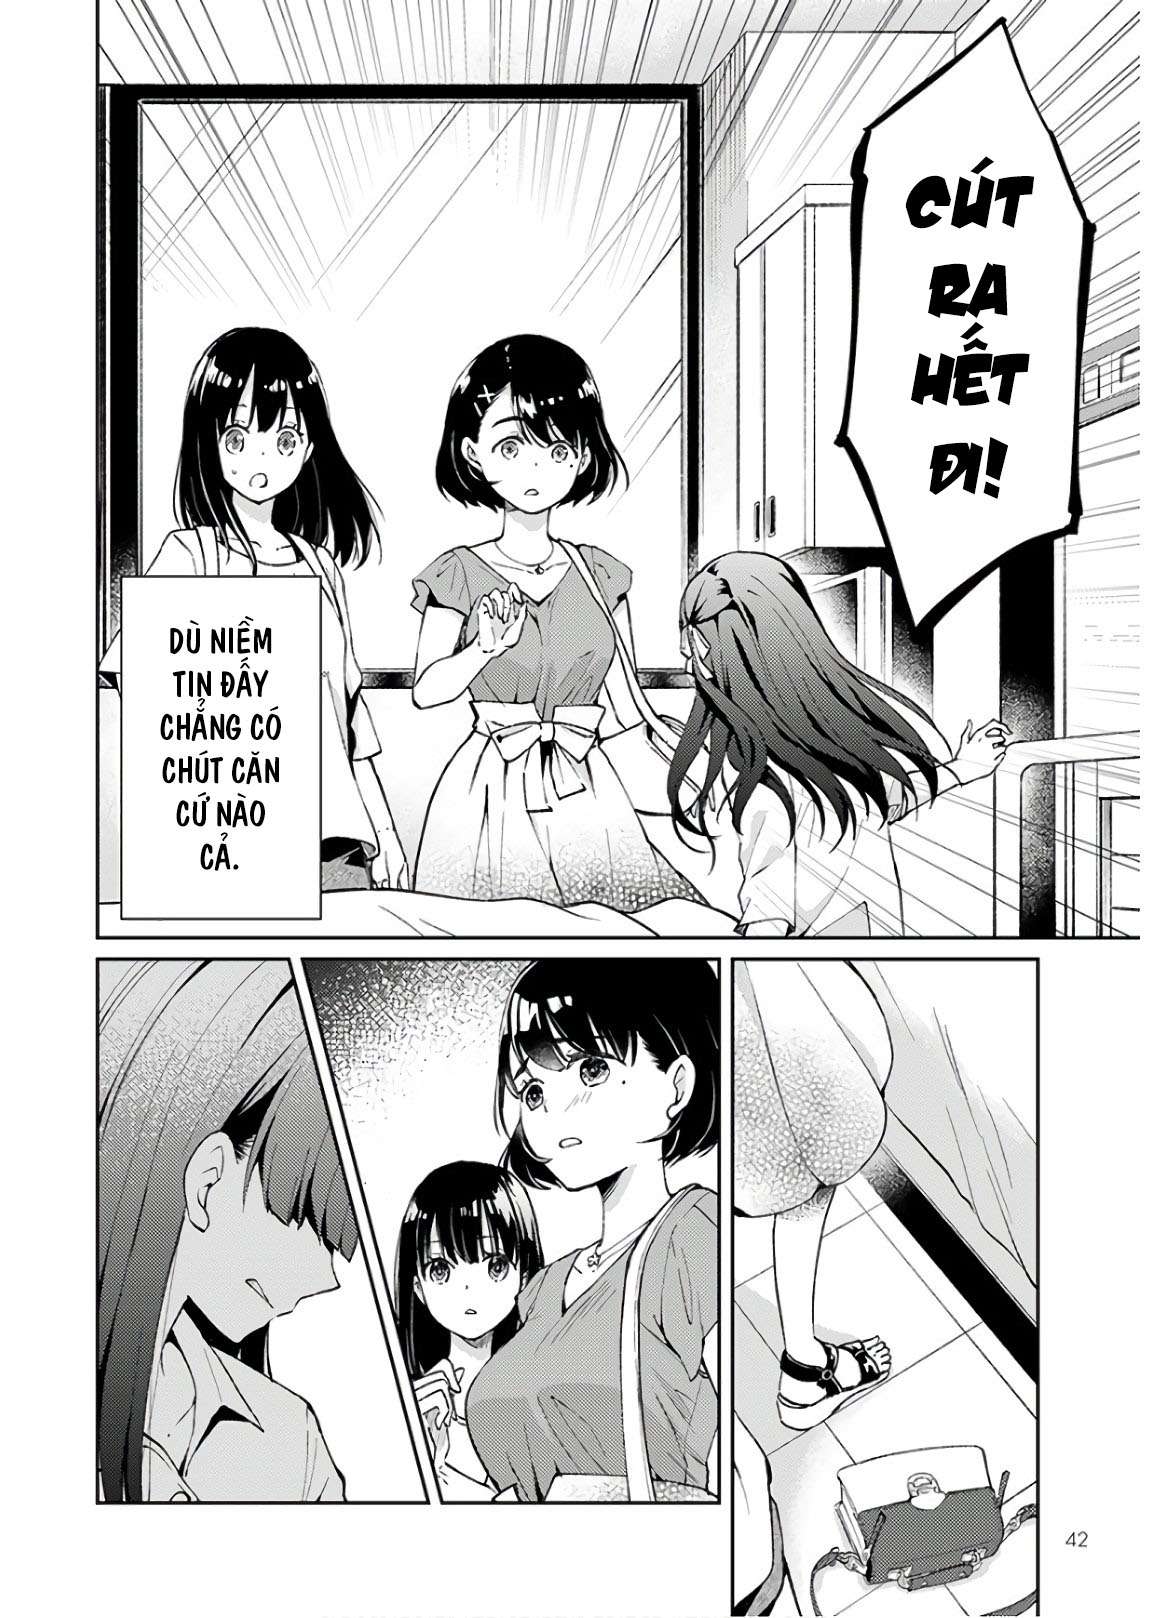 CÚT
RA
HẾT
ĐI!
DÙ NIỀM
TIN ĐẤY
CHẲNG CÓ
CHÚT CĂN
CỨ NÀO
CẢ.
42